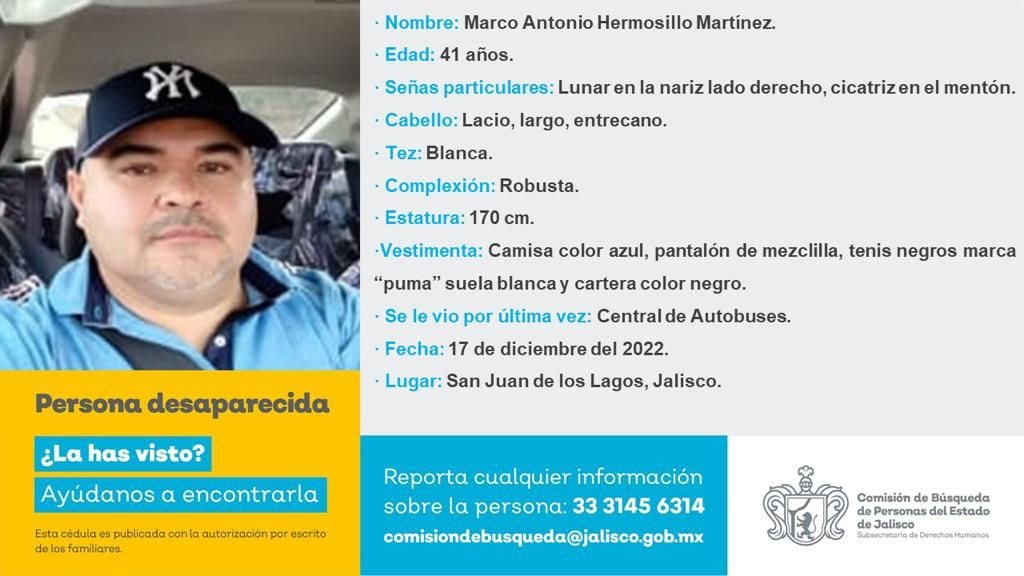 · Nombre: Marco Antonio Hermosillo Martínez.
· Edad: 41 años.
· Señas particulares: Lunar en la nariz lado derecho, cicatriz en el mentón.
· Cabello: Lacio, largo, entrecano.
· Tez: Blanca.
· Complexión: Robusta.
· Estatura: 170 cm.
·Vestimenta: Camisa color azul, pantalón de mezclilla, tenis negros marca
“puma” suela blanca y cartera color negro.
· Se le vio por última vez: Central de Autobuses.
· Fecha: 17 de diciembre del 2022.
· Lugar: San Juan de los Lagos, Jalisco.
Persona desaparecida
¿La has visto?
Ayúdanos a encontrarla
Esta cédula es publicada con la autorización por escrito
de los familiares.
Reporta cualquier información
sobre la persona: 33 3145 6314
comisiondebusqueda@jalisco.gob.mx
Comisión de Búsqueda
de Personas del Estado
de Jalisco
Subsecretaría de Derechos Humanos
NY